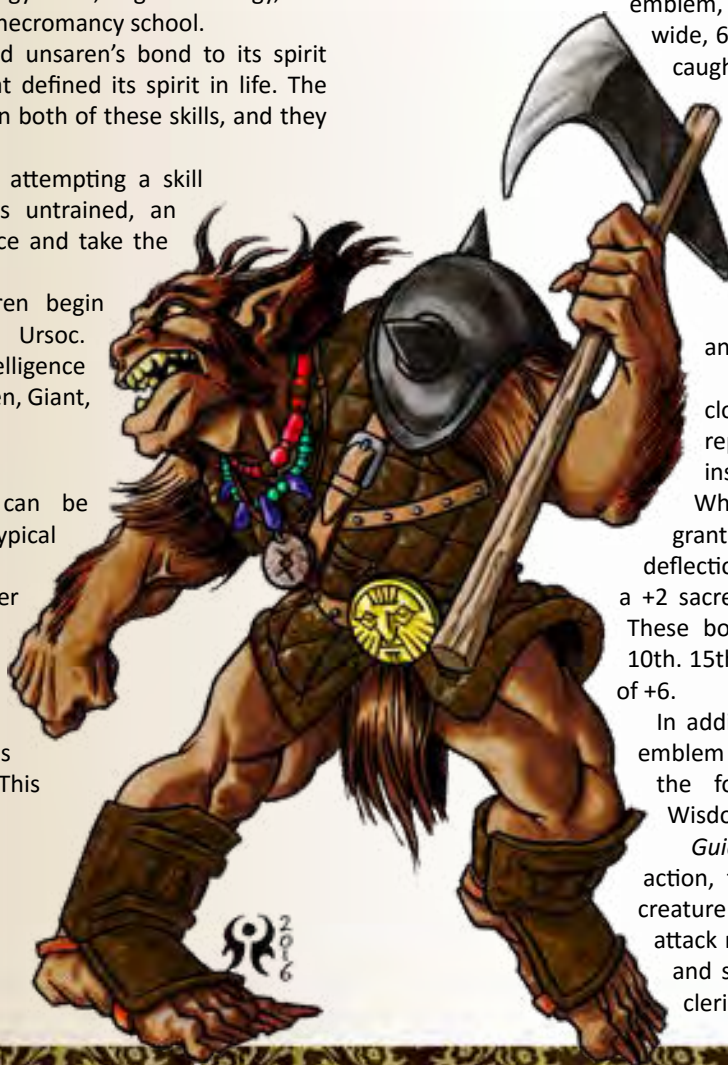 necromancy school.
d unsaren’s bond to its spirit
at defined its spirit in life. The
n both of these skills, and they
attempting a skill
s untrained, an
ce and take the
ren begin
Ursoc.
elligence
en, Giant,
can be
ypical
er
s
This
emblem,
wide, 6
caugh
an
clo
rep
ins
Wh
grant
deflectio
a +2 sacre
These bo
10th. 15th
of +6.
In add
emblem
the fo
Wisdo
Gui
action, t
creature
attack r
and s
cleri
2016